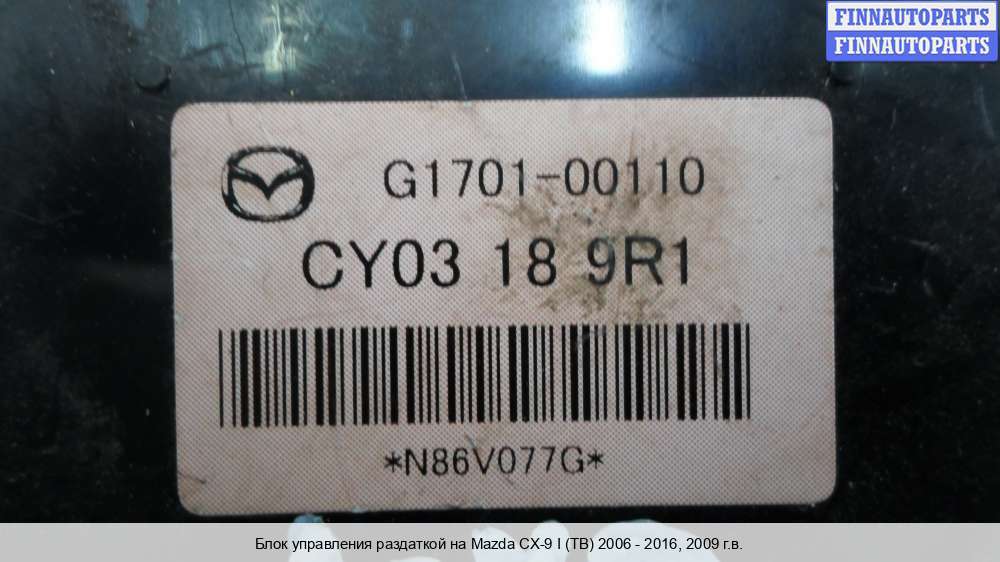 FINNAUTOPARTS
FINNAUTOPARTS
G1701-00110
CY03 18 9R1
*N86V077G*
Блок управления раздаткой на Mazda CX-9 I (TB) 2006 - 2016, 2009 г.в.